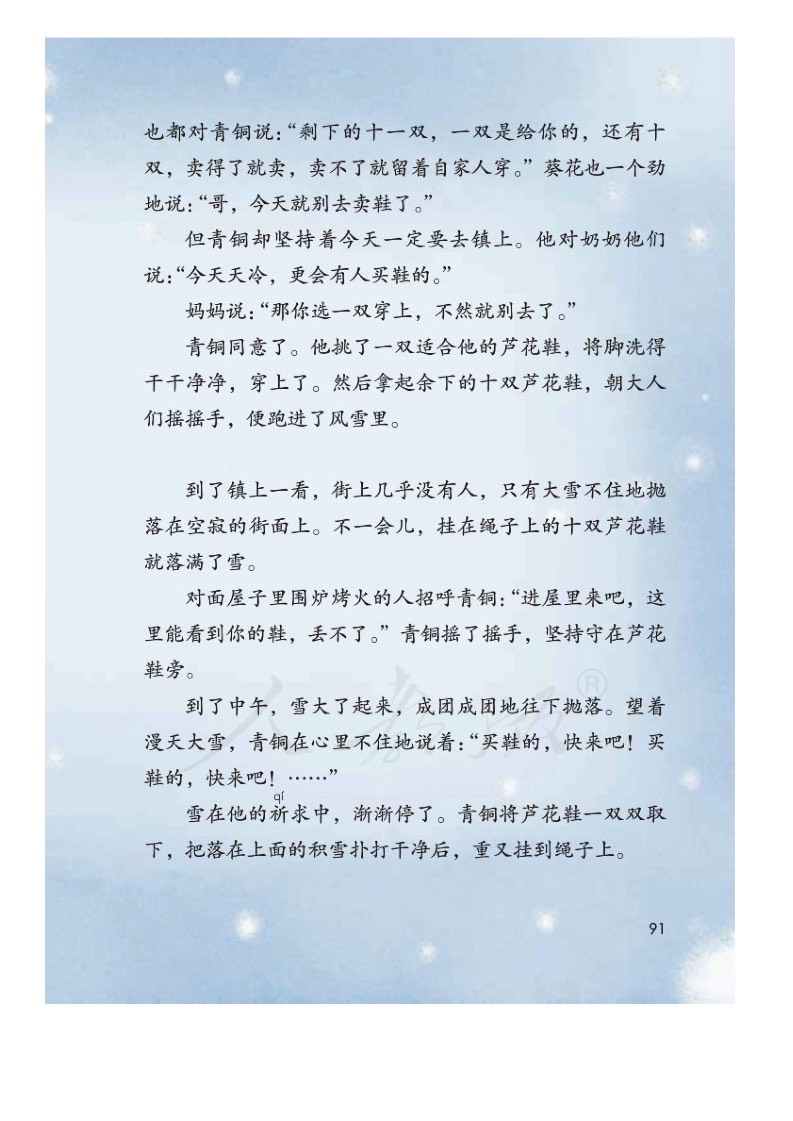 也都对青铜说：“剩下的十一双，一双是给你的，还有十
双，卖得了就卖，卖不了就留着自家人穿。”葵花也一个劲
地说：“哥，今天就别去卖鞋了。”
但青铜却坚持着今天一定要去镇上。他对奶奶他们
说：“今天天冷，更会有人买鞋的。”
妈妈说：“那你选一双穿上，不然就别去了。”
青铜同意了。他挑了一双适合他的芦花鞋，将脚洗得
干干净净，穿上了。然后拿起余下的十双芦花鞋，朝大人
们摇摇手，便跑进了风雪里。
到了镇上一看，街上几乎没有人，只有大雪不住地抛
落在空寂的街面上。不一会儿，挂在绳子上的十双芦花鞋
就落满了雪。
对面屋子里围炉烤火的人招呼青铜：“进屋里来吧，这
里能看到你的鞋，丢不了。”青铜摇了摇手，坚持守在芦花
鞋旁。
到了中午，雪大了起来，成团成团地往下抛落。望着
漫天大雪，青铜在心里不住地说着：“买鞋的，快来吧！买
鞋的，快来吧！……”
qí
雪在他的祈求中，渐渐停了。青铜将芦花鞋一双双取
下，把落在上面的积雪扑打干净后，重又挂到绳子上。
人教版®
91